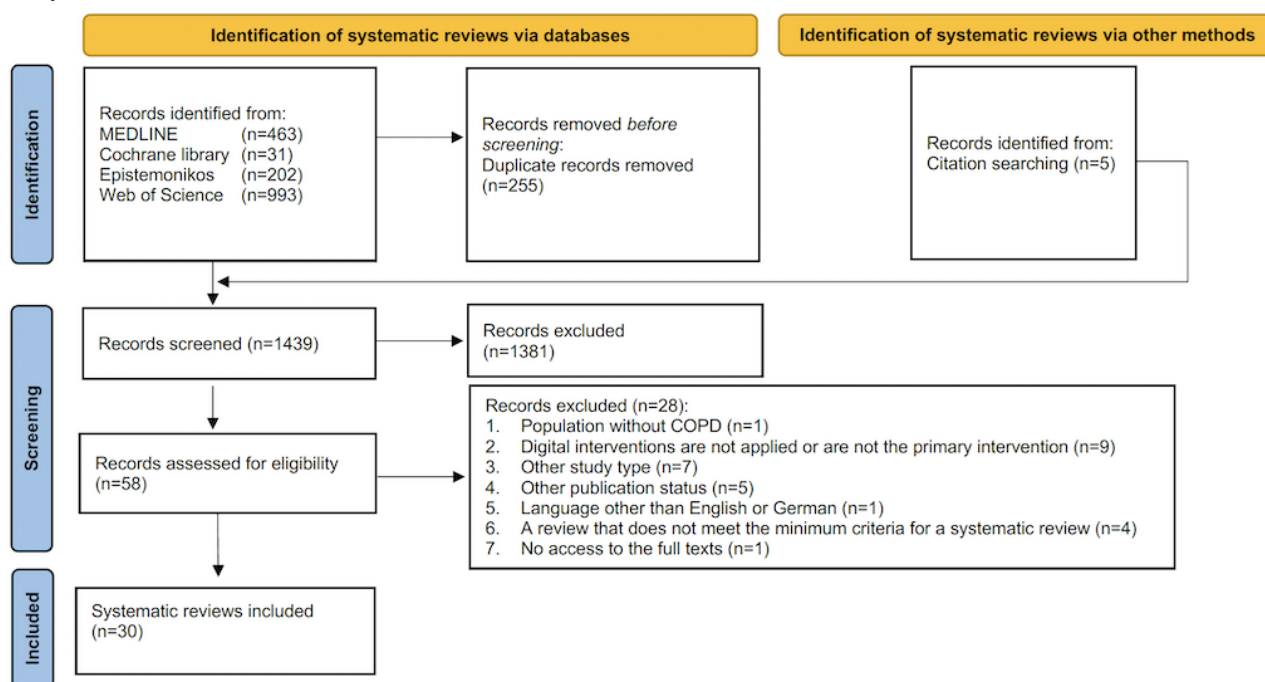 Identification of systematic reviews via databases
Identification of systematic reviews via other methods
Identification
Records identified from:
MEDLINE (n=463)
Cochrane library (n=31)
Epistemonikos (n=202)
Web of Science (n=993)
Records removed before
screening:
Duplicate records removed
(n=255)
Records identified from:
Citation searching (n=5)
Screening
Records screened (n=1439)
Records excluded
(n=1381)
Records assessed for eligibility
(n=58)
Records excluded (n=28):
1. Population without COPD (n=1)
2. Digital interventions are not applied or are not the primary intervention (n=9)
3. Other study type (n=7)
4. Other publication status (n=5)
5. Language other than English or German (n=1)
6. A review that does not meet the minimum criteria for a systematic review (n=4)
7. No access to the full texts (n=1)
Included
Systematic reviews included
(n=30)